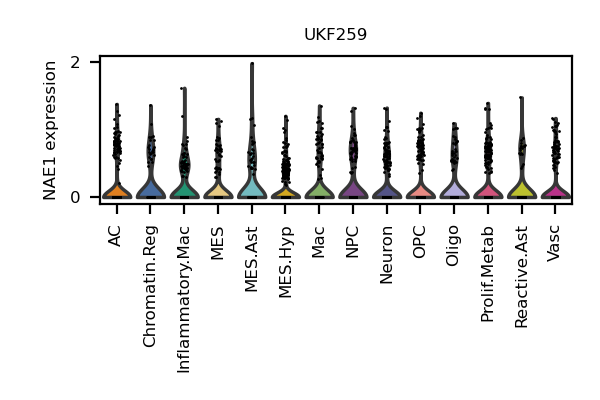 UKF259
NAE1 expression
2
0
AC
Chromatin.Reg
Inflammatory.Mac
MES
MES.Ast
MES.Hyp
Mac
NPC
Neuron
OPC
Oligo
Prolif.Metab
Reactive.Ast
Vasc